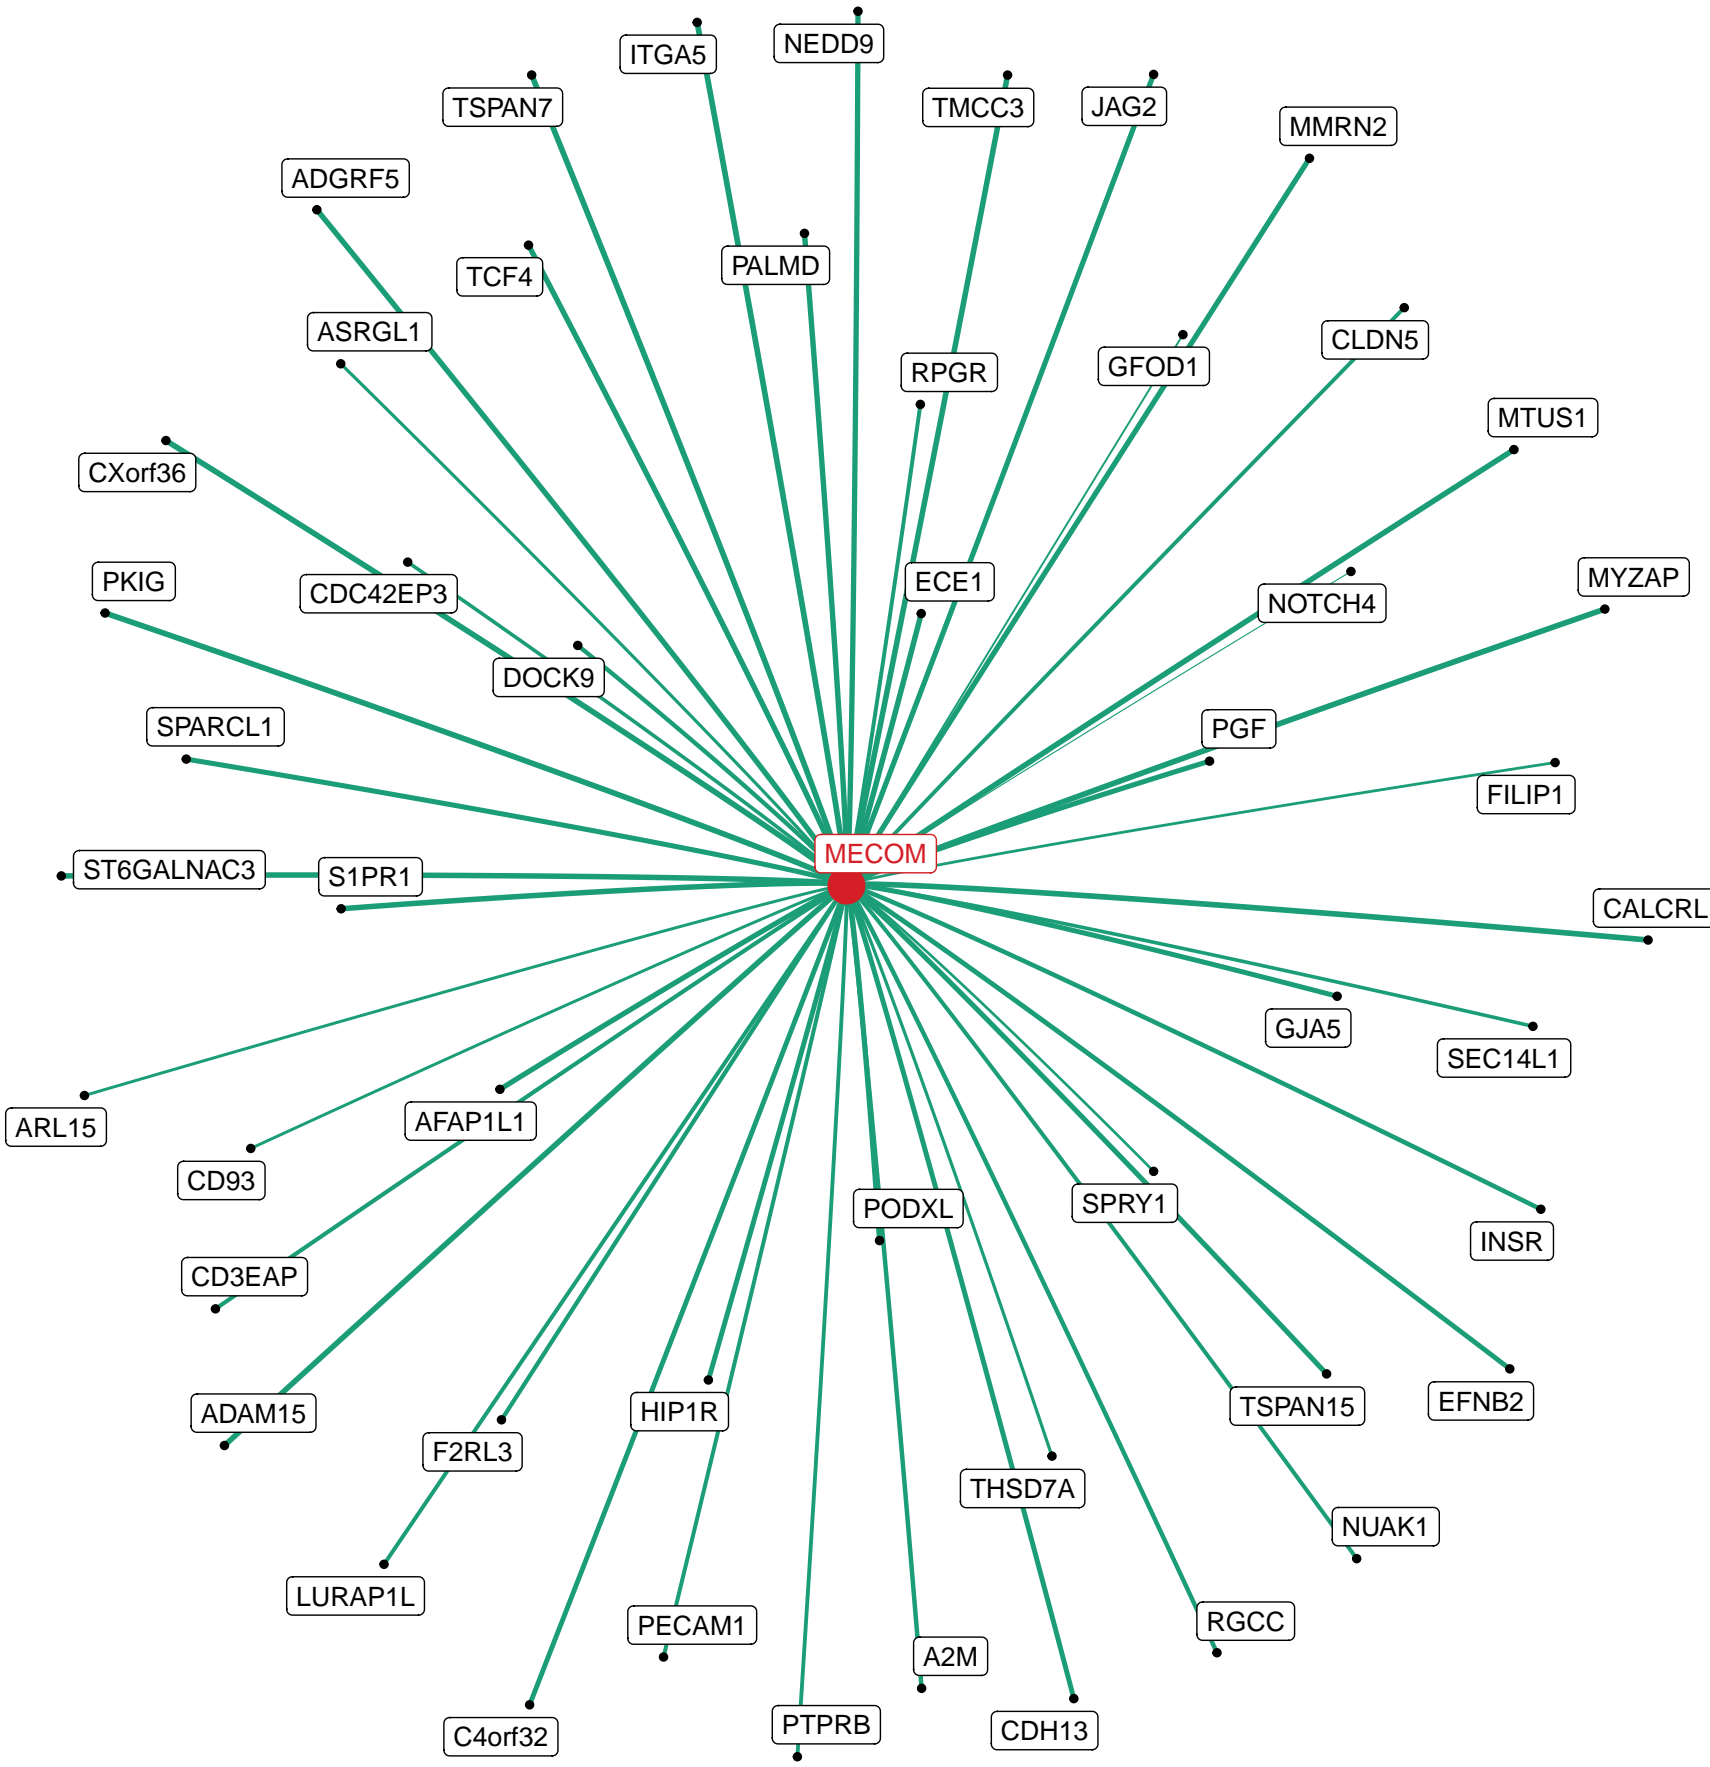 NEDD9
ITGA5
TSPAN7
TMCC3
JAG2
MMRN2
ADGRF5
TCF4
PALMD
ASRGL1
CLDN5
GFOD1
RPGR
MTUS1
CXorf36
PKIG
CDC42EP3
ECE1
MYZAP
NOTCH4
DOCK9
SPARCL1
PGF
FILIP1
MECOM
ST6GALNAC3
S1PR1
CALCRL
GJA5
SEC14L1
ARL15
AFAP1L1
CD93
SPRY1
PODXL
INSR
CD3EAP
EFNB2
TSPAN15
HIP1R
ADAM15
F2RL3
THSD7A
NUAK1
LURAP1L
RGCC
PECAM1
A2M
PTPRB
CDH13
C4orf32